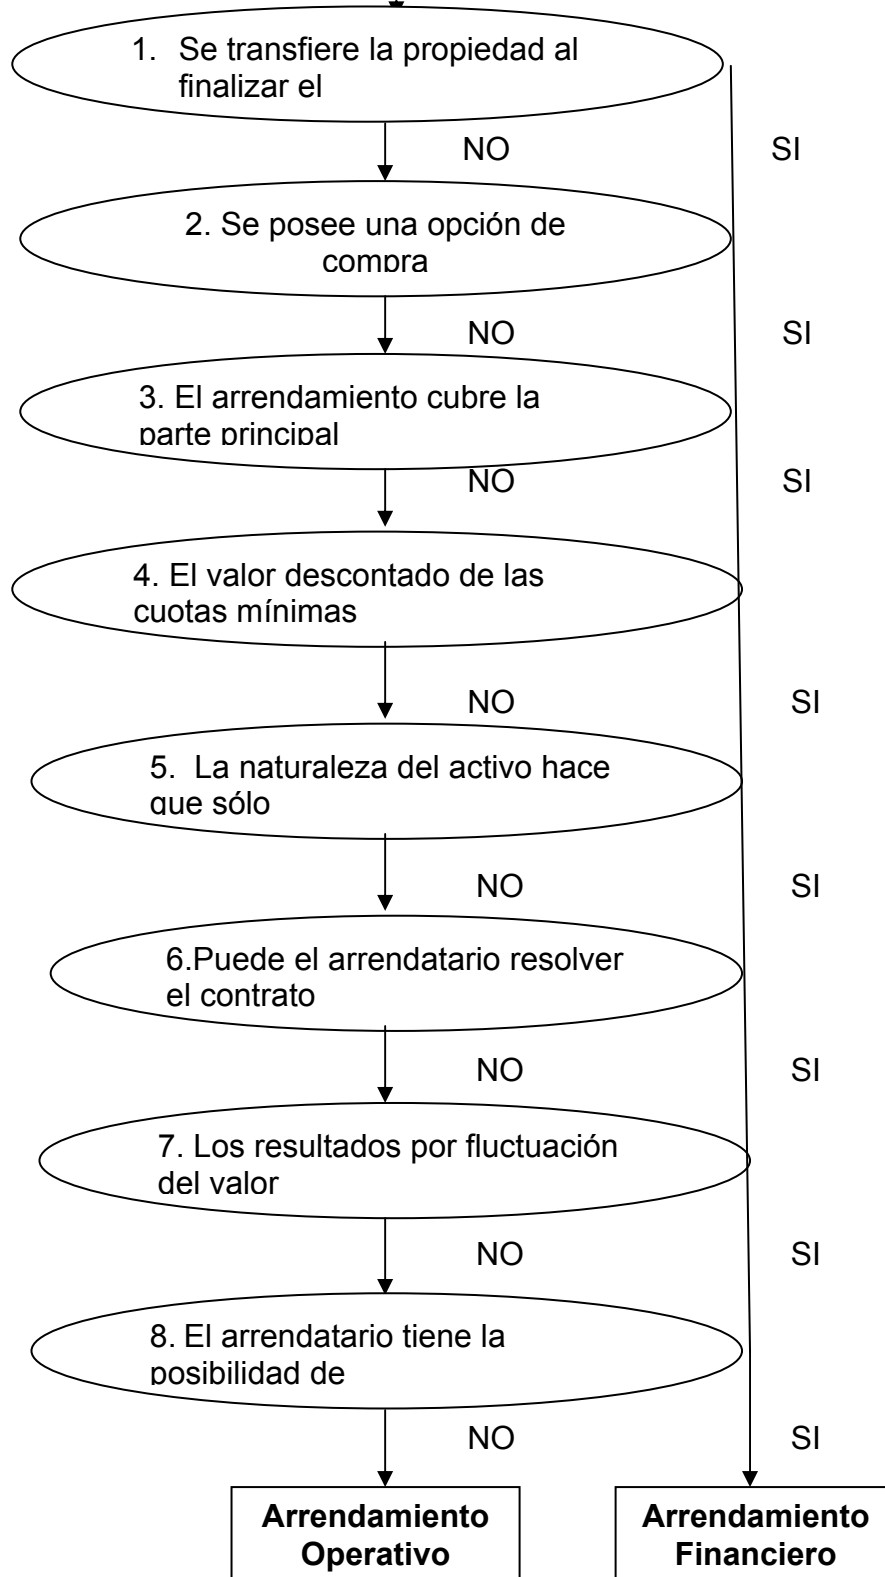 1. Se transfiere la propiedad al
finalizar el
NO SI
2. Se posee una opción de
compra
NO SI
3. El arrendamiento cubre la
parte principal
NO SI
4. El valor descontado de las
cuotas mínimas
NO SI
5. La naturaleza del activo hace
que sólo
NO SI
6.Puede el arrendatario resolver
el contrato
NO SI
7. Los resultados por fluctuación
del valor
NO SI
8. El arrendatario tiene la
posibilidad de
NO SI
Arrendamiento
Operativo
Arrendamiento
Financiero